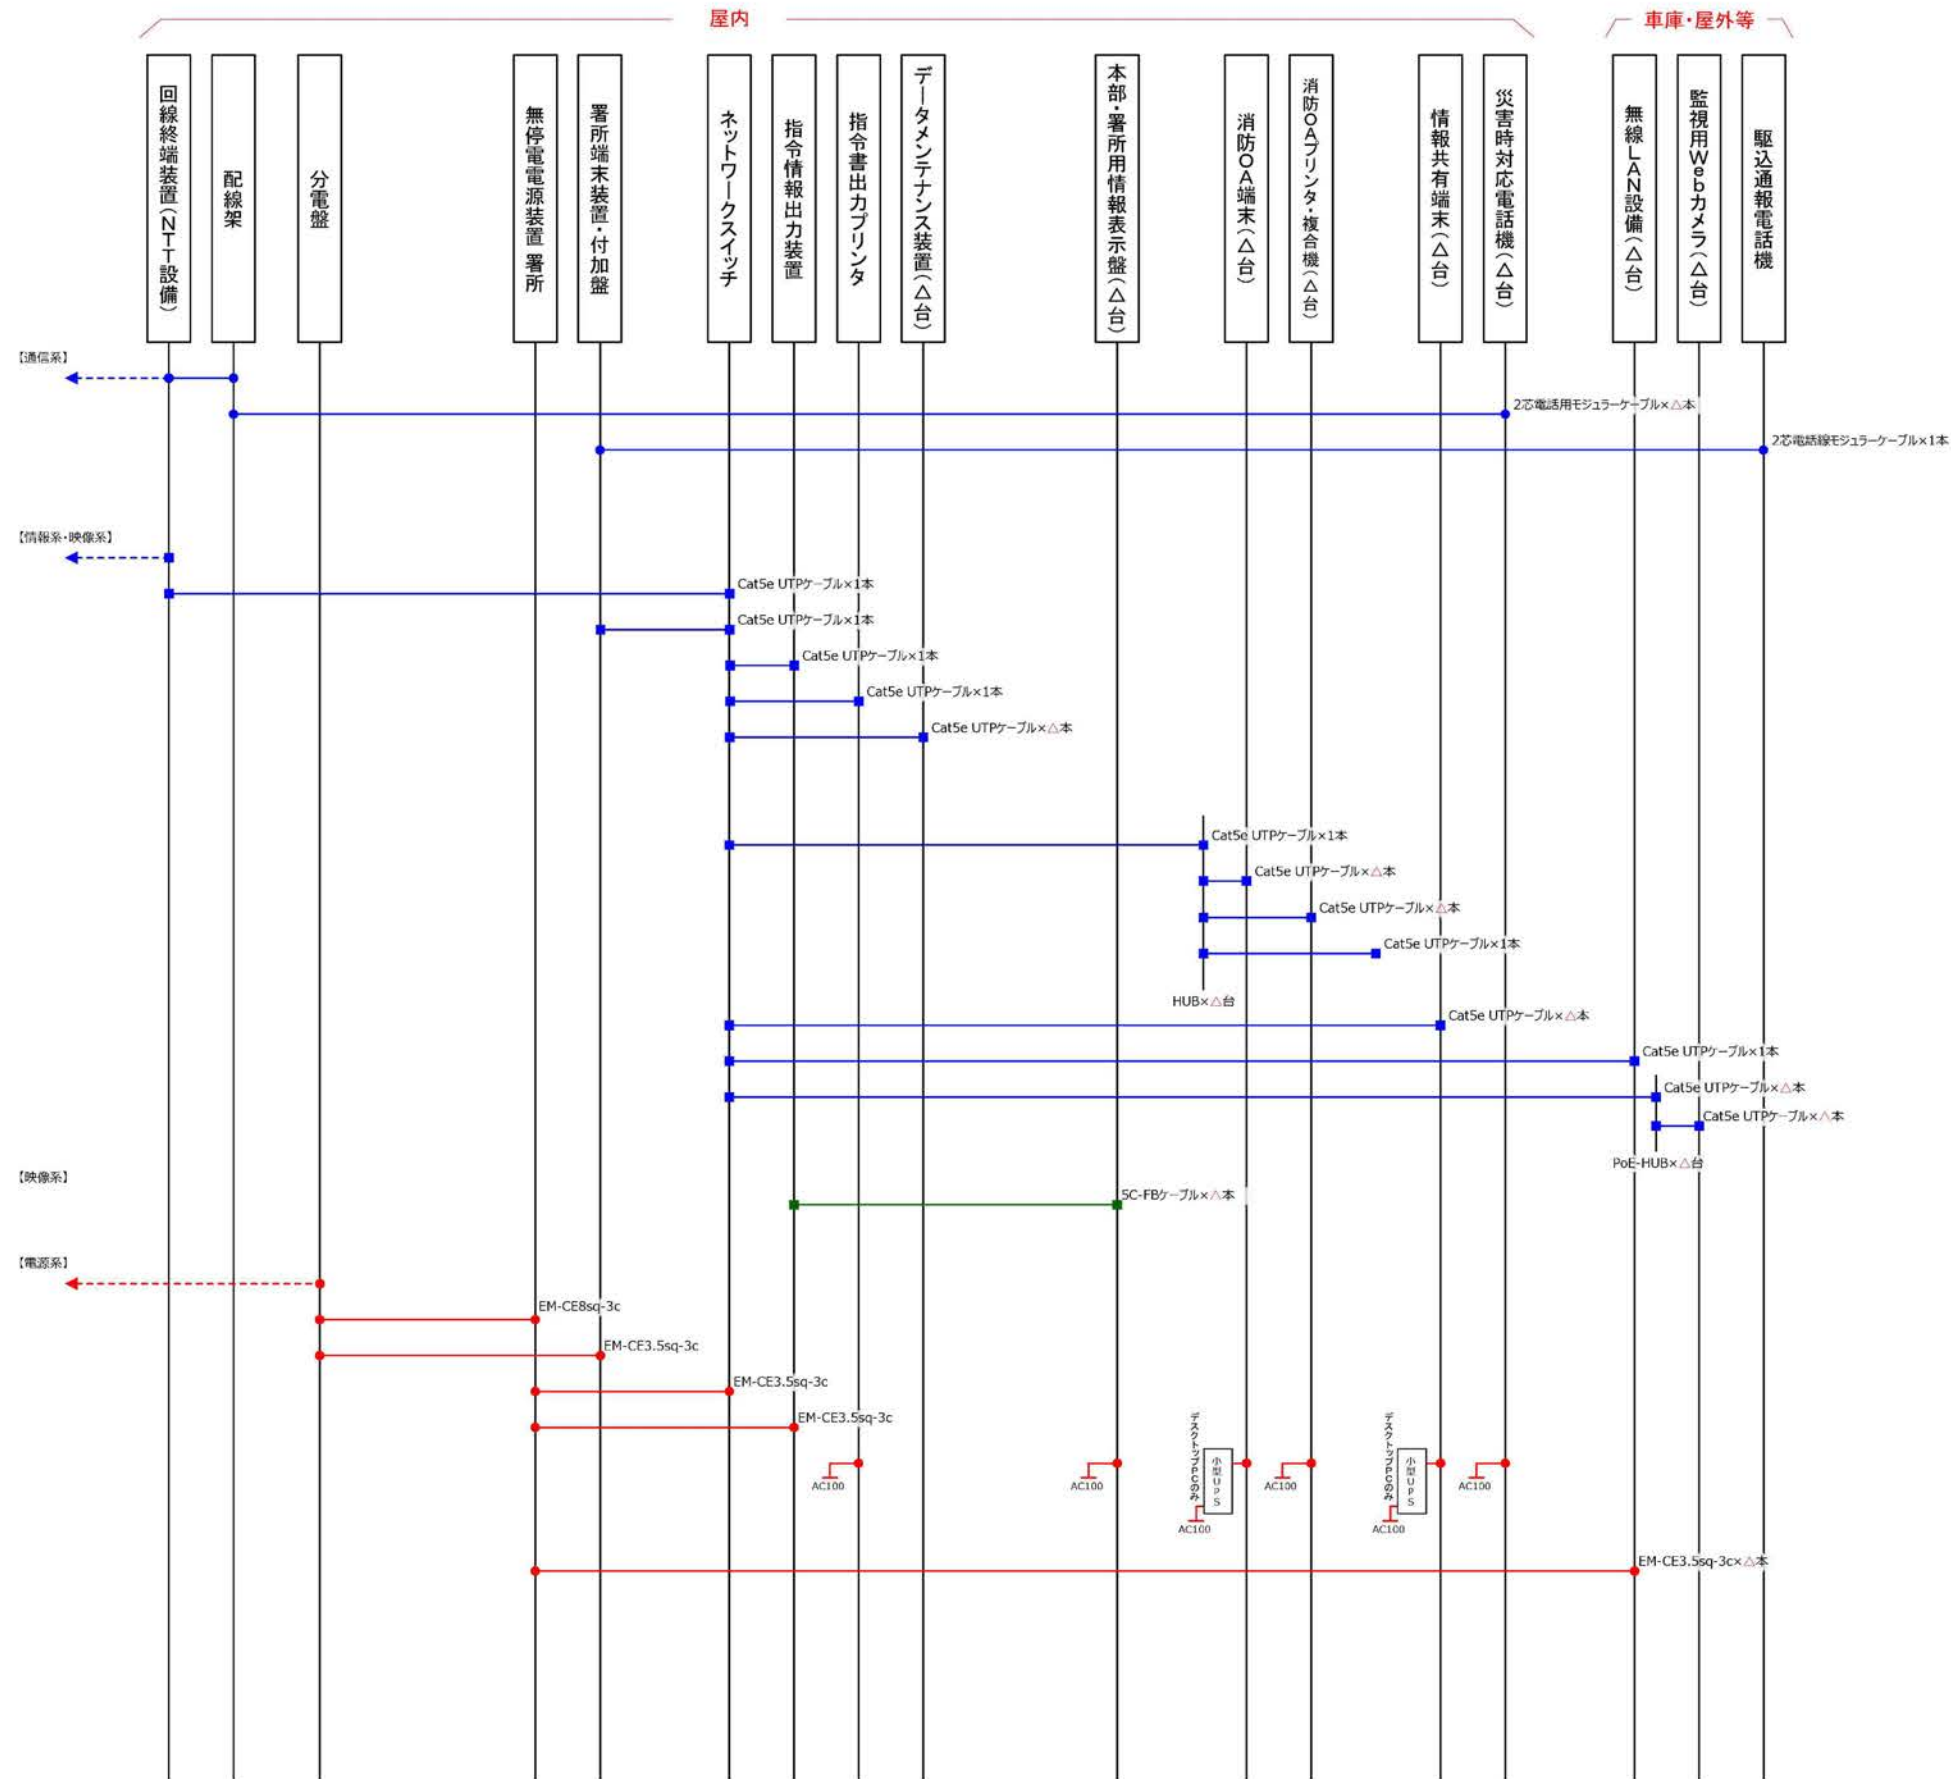 屋内
車庫・屋外等
回線終端装置（NTT設備）
配線架
分電盤
無停電電源装置 署所
署所端末装置・付加盤
ネットワークスイッチ
指令情報出力装置
指令書出力プリンタ
データメンテナンス装置（△台）
本部・署所用情報表示盤（△台）
消防OA端末（△台）
消防OAプリンタ・複合機（△台）
情報共有端末（△台）
災害時対応電話機（△台）
無線LAN設備（△台）
監視用Webカメラ（△台）
駆込通報電話機
【通信系】
2芯電話用モジュラーケーブル×△本
2芯電話線モジュラーケーブル×1本
【情報系・映像系】
Cat5e UTPケーブル×1本
Cat5e UTPケーブル×1本
Cat5e UTPケーブル×1本
Cat5e UTPケーブル×1本
Cat5e UTPケーブル×△本
Cat5e UTPケーブル×1本
Cat5e UTPケーブル×△本
Cat5e UTPケーブル×△本
Cat5e UTPケーブル×1本
HUB×△台
Cat5e UTPケーブル×△本
Cat5e UTPケーブル×1本
Cat5e UTPケーブル×△本
Cat5e UTPケーブル×△本
PoE-HUB×△台
【映像系】
5C-FBケーブル×△本
【電源系】
EM-CE8sq-3c
EM-CE3.5sq-3c
EM-CE3.5sq-3c
EM-CE3.5sq-3c
AC100
AC100
デスクトップPCのみ
小型UPS
AC100
AC100
デスクトップPCのみ
小型UPS
AC100
AC100
EM-CE3.5sq-3c×△本